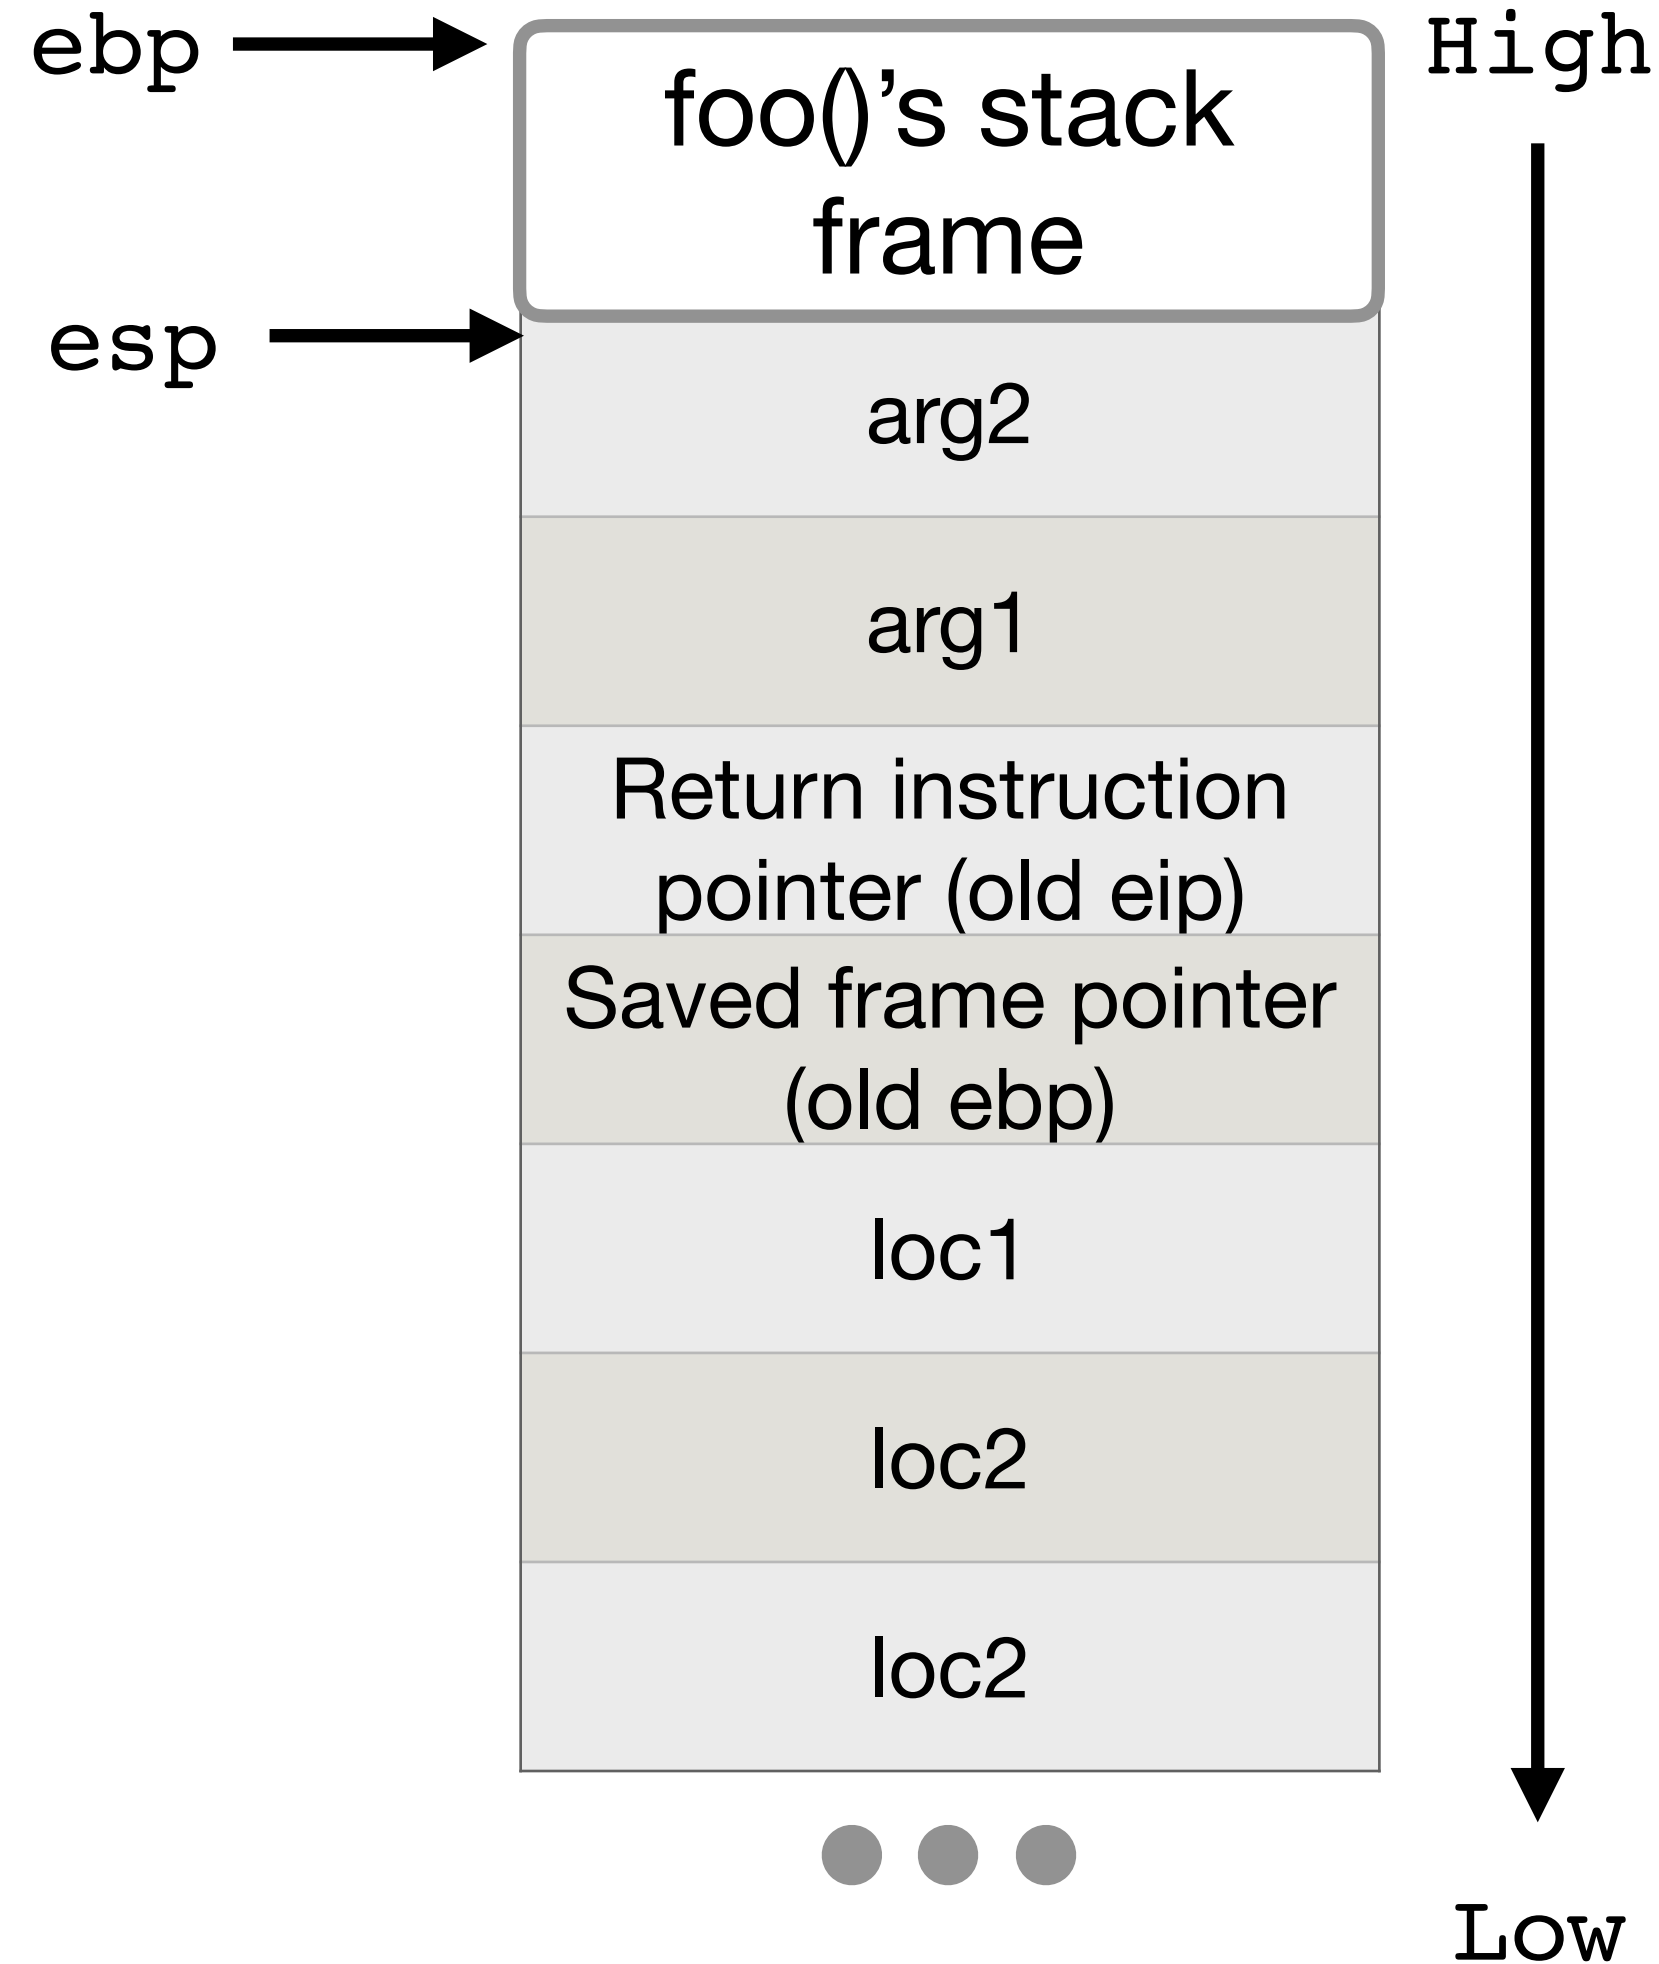 ebp
High
foo()’s stack
frame
esp
arg2
arg1
Return instruction
pointer (old eip)
Saved frame pointer
(old ebp)
loc1
loc2
loc2
Low